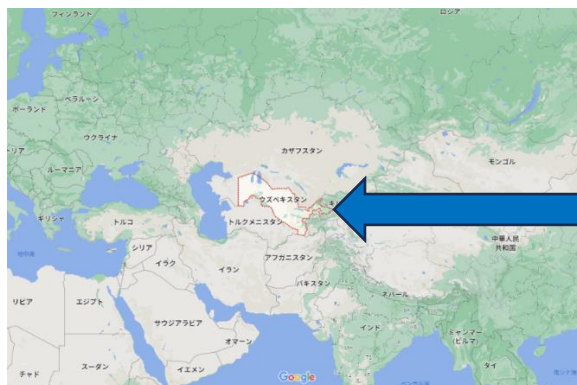 フィンランド
ロシア
ベラルーシ
ポーランド
ウクライナ
カザフスタン
モンゴル
ルーマニア
ウズベキスタン
キ
ギリシャ
トルコ
トルクメニスタン
シリア
中華人民
共和国
イラク
イラン
アフガニスタン
パキスタン
ネパール
リビア
エジプト
サウジアラビア
インド
ミャンマー
(ビルマ)
オマーン
チャド
スーダン
イエメン
タイ
Google